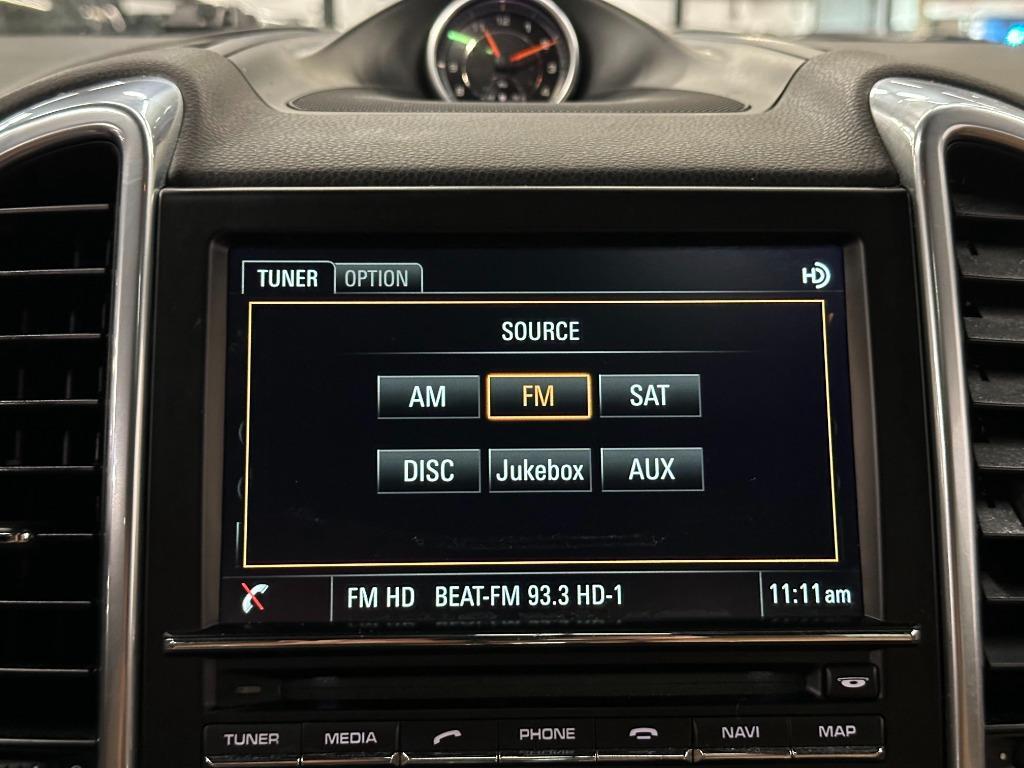 12
TUNER OPTION HD
SOURCE
AM FM SAT
DISC Jukebox AUX
FM HD BEAT-FM 93.3 HD-1 11:11 am
TUNER MEDIA PHONE NAVI MAP